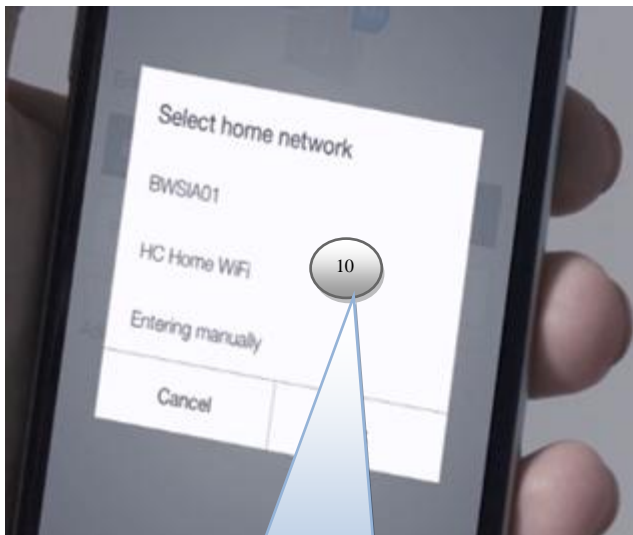 Select home network
BWSIA01
HC Home WiFi
10
Entering manually
Cancel